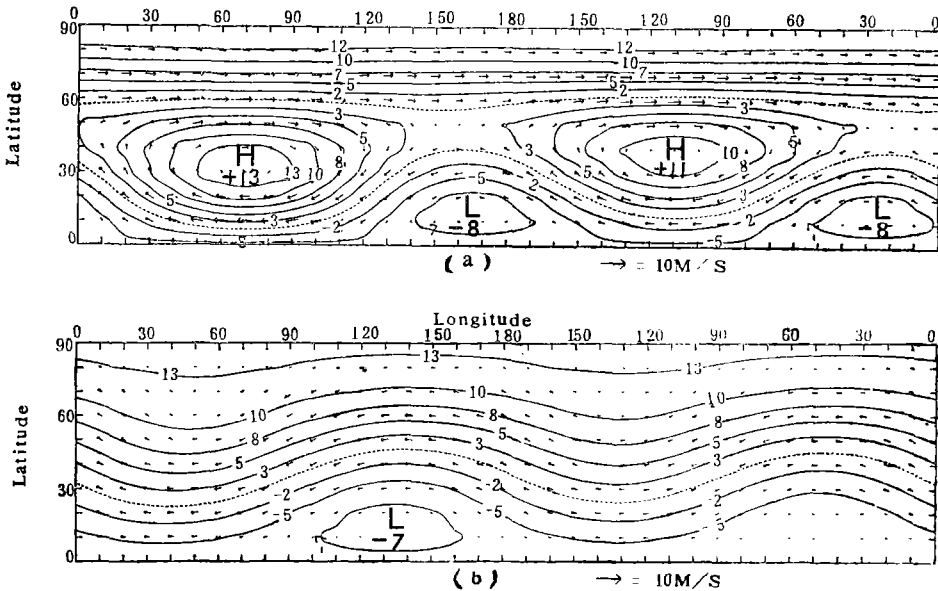 0 30 60 90 120 150 180 150 120 90 60 30 0
90
60
30
0
Latitude
12 12
10 10
7 7
5 5
2 2
3 3
5 3 5
8 8
13 10 10
H H
+13 +11
5 3 2 5 5 2 3 2
L L
-8 -8
5 5
(a) → = 10M/S
Longitude
0 30 60 90 120 150 180 150 120 90 60 30 0
90
60
30
0
Latitude
13 13 13 13
10 10 10
8 8 8
5 5 5
3 3 3
-2 -2 -2 2
-5 -5 5
L
-7
(b) → = 10M/S